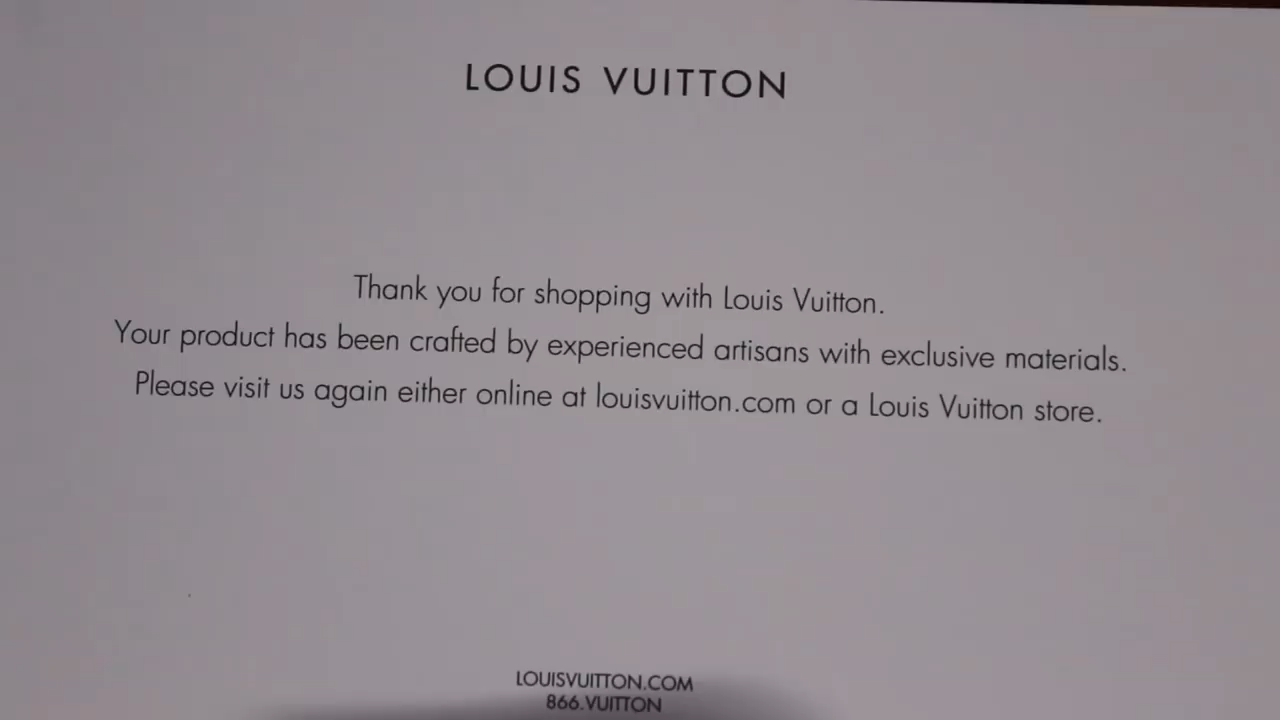 LOUIS VUITTON
Thank you for shopping with Louis Vuitton.
Your product has been crafted by experienced artisans with exclusive materials.
Please visit us again either online at louisvuitton.com or a Louis Vuitton store.
LOUISVUITTON.COM
866.VUITTON